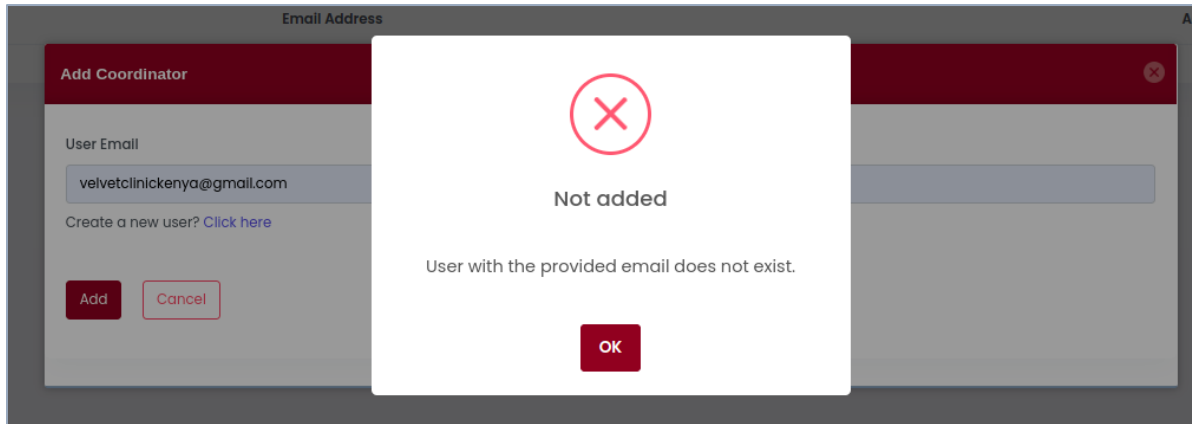 Email Address
A
Add Coordinator
User Email
velvetclinickenya@gmail.com
Create a new user? Click here
Add
Cancel
Not added
User with the provided email does not exist.
OK